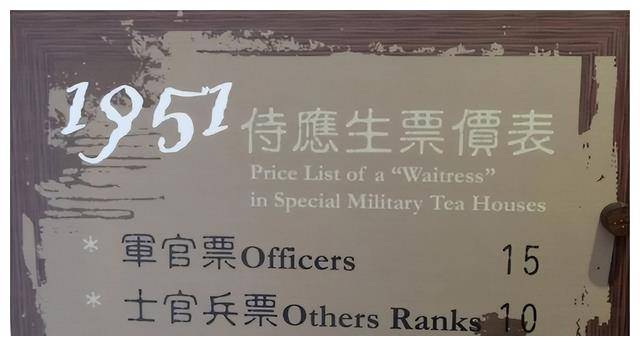 1951 侍應生票價表
Price List of a “Waitress”
in Special Military Tea Houses
* 軍官票Officers 15
* 士官兵票Others Ranks 10